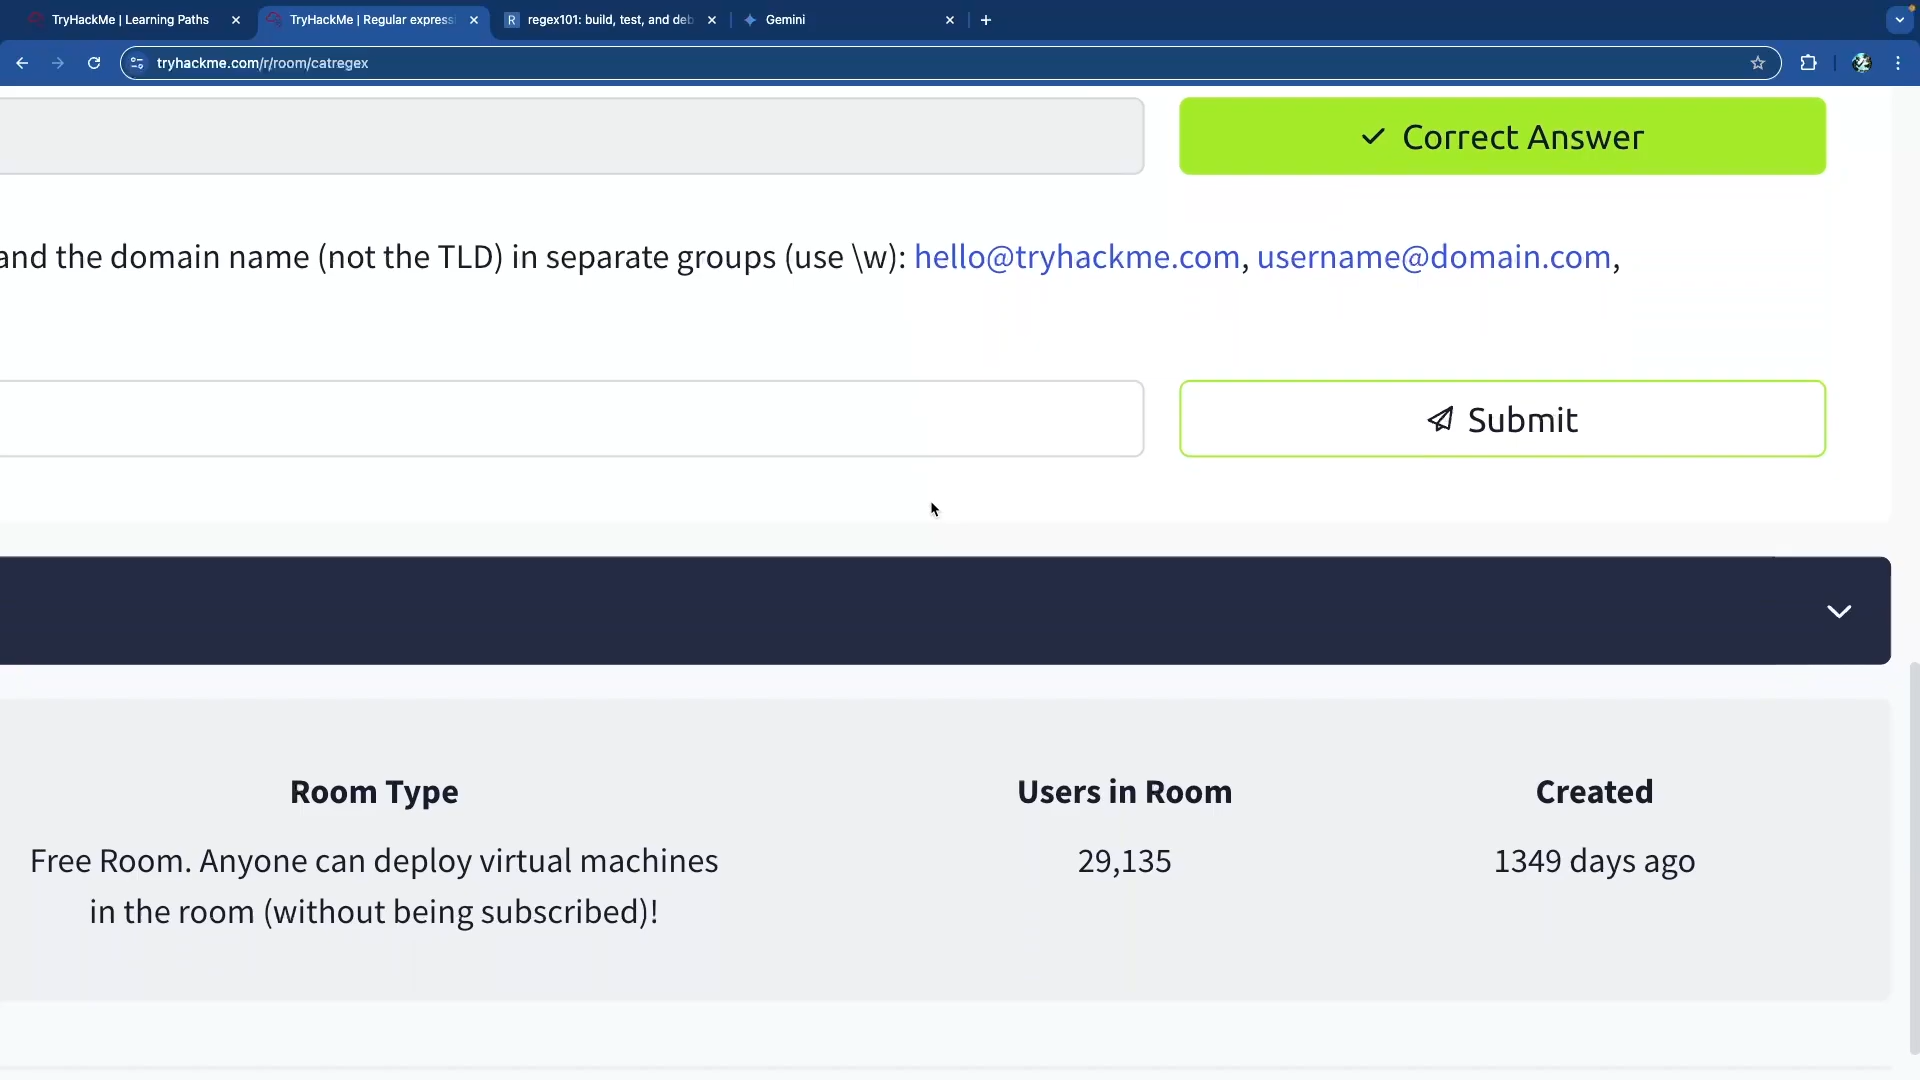 TryHackMe | Learning Paths
TryHackMe | Regular express
R regex101: build, test, and deb
Gemini
tryhackme.com/r/room/catregex
Correct Answer
and the domain name (not the TLD) in separate groups (use \w): hello@tryhackme.com, username@domain.com,
Submit
Room Type
Users in Room
Created
Free Room. Anyone can deploy virtual machines
in the room (without being subscribed)!
29,135
1349 days ago